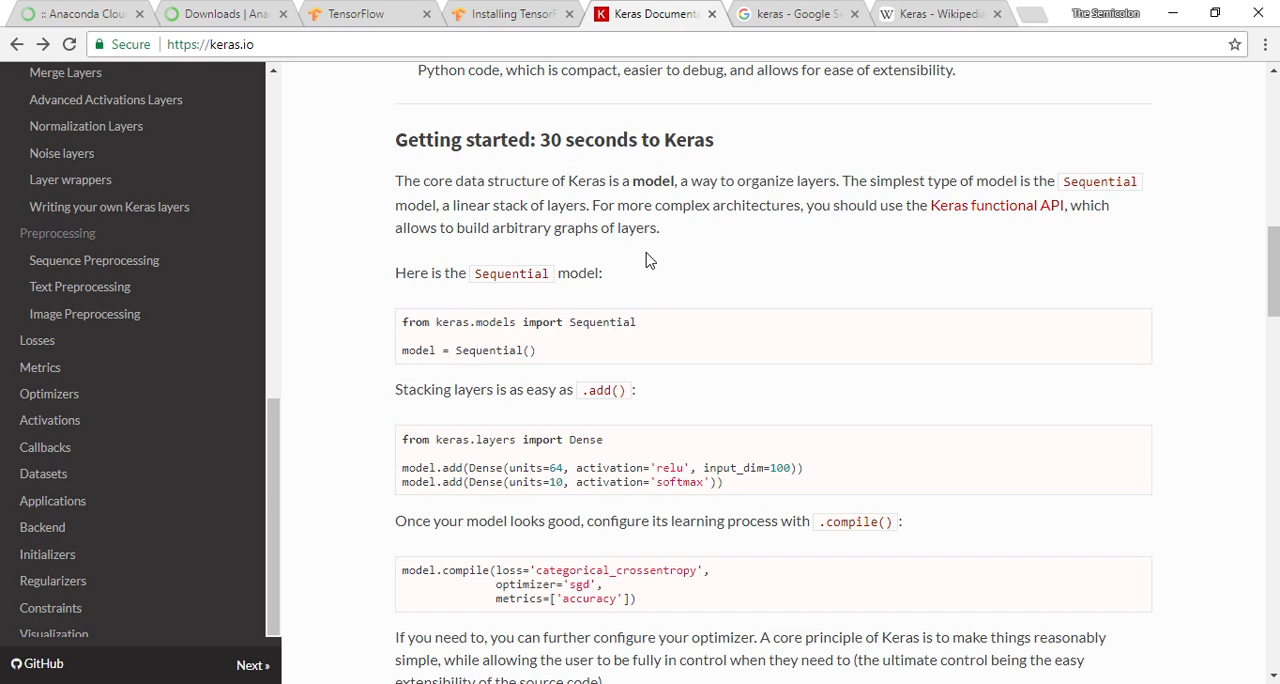 :: Anaconda Clou
Downloads | Ana
TensorFlow
Installing Tensorf
Keras Documenta
keras - Google Se
Keras - Wikipedia
The Semicolon
Secure
https://keras.io
Merge Layers
Advanced Activations Layers
Normalization Layers
Noise layers
Layer wrappers
Writing your own Keras layers
Preprocessing
Sequence Preprocessing
Text Preprocessing
Image Preprocessing
Losses
Metrics
Optimizers
Activations
Callbacks
Datasets
Applications
Backend
Initializers
Regularizers
Constraints
Visualization
GitHub
Next »
Python code, which is compact, easier to debug, and allows for ease of extensibility.
Getting started: 30 seconds to Keras
The core data structure of Keras is a model, a way to organize layers. The simplest type of model is the Sequential
model, a linear stack of layers. For more complex architectures, you should use the Keras functional API, which
allows to build arbitrary graphs of layers.
Here is the Sequential model:
from keras.models import Sequential
model = Sequential()
Stacking layers is as easy as .add() :
from keras.layers import Dense
model.add(Dense(units=64, activation='relu', input_dim=100))
model.add(Dense(units=10, activation='softmax'))
Once your model looks good, configure its learning process with .compile() :
model.compile(loss='categorical_crossentropy',
optimizer='sgd',
metrics=['accuracy'])
If you need to, you can further configure your optimizer. A core principle of Keras is to make things reasonably
simple, while allowing the user to be fully in control when they need to (the ultimate control being the easy
extensibility of the source code).